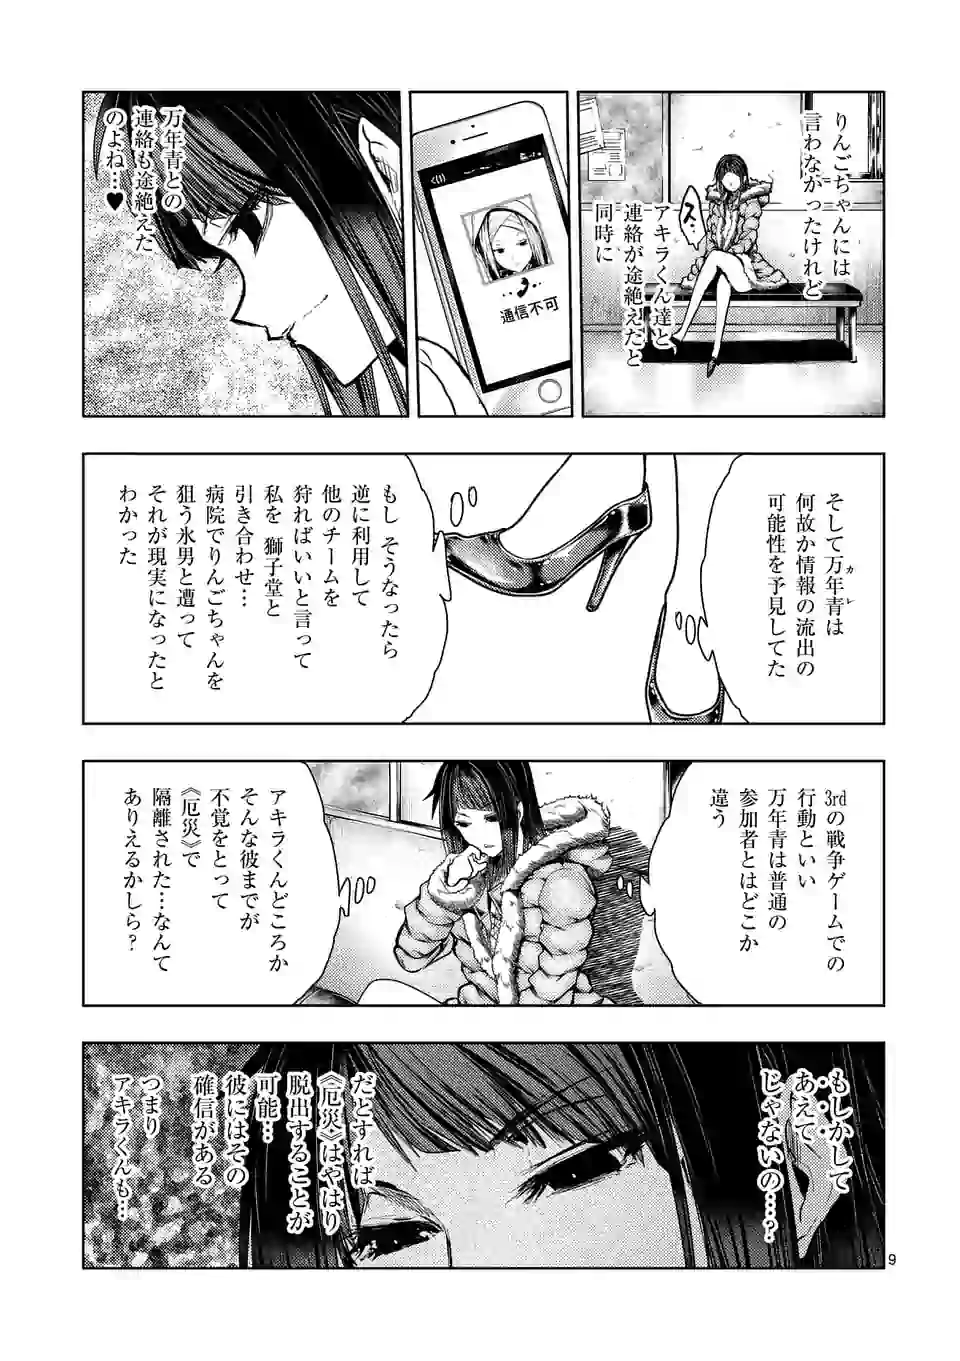 りんごちゃんには
言わなかったけれど
アキラくん達と
連絡が途絶えたと
同時に
ス…
通信不可
万年青との
連絡も途絶えた
のよね…♥
そして万年青は
カレ
何故か情報の流出の
可能性を予見してた
もし そうなったら
逆に利用して
他のチームを
狩ればいいと言って
私を 獅子堂と
引き合わせ…
病院でりんごちゃんを
狙う氷男と遭って
それが現実になったと
わかった
3rdの戦争ゲームでの
行動といい
万年青は普通の
参加者とはどこか
違う
アキラくんどころか
そんな彼までが
不覚をとって
《厄災》で
隔離された…なんて
ありえるかしら?
もしかして
あえて
じゃないの…?
だとすれば
《厄災》はやはり
脱出することが
可能…
彼にはその
確信がある
つまり
アキラくんも…
9